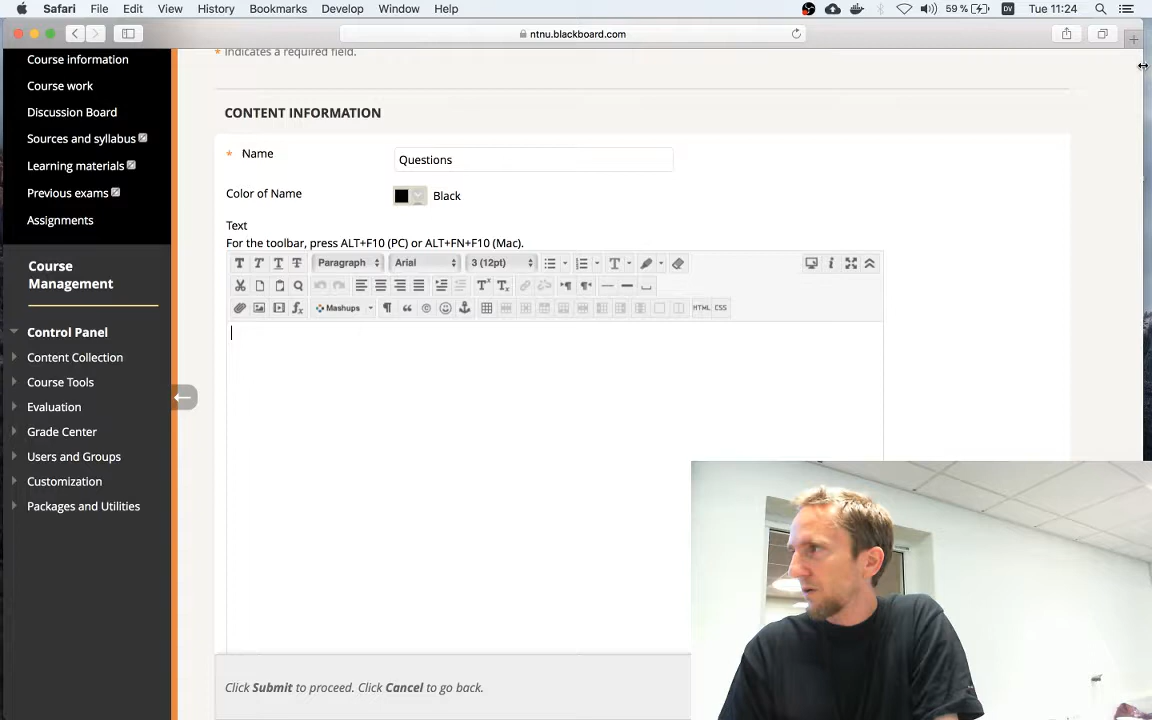 Safari File Edit View History Bookmarks Develop Window Help 59 % DV Tue 11:24
ntnu.blackboard.com
* Indicates a required field.
Course information
Course work
Discussion Board
Sources and syllabus
Learning materials
Previous exams
Assignments
Course Management
Control Panel
Content Collection
Course Tools
Evaluation
Grade Center
Users and Groups
Customization
Packages and Utilities
CONTENT INFORMATION
* Name Questions
Color of Name Black
Text
For the toolbar, press ALT+F10 (PC) or ALT+FN+F10 (Mac).
T T T T Paragraph Arial 3 (12pt) T
T T
Mashups HTML CSS
Click Submit to proceed. Click Cancel to go back.